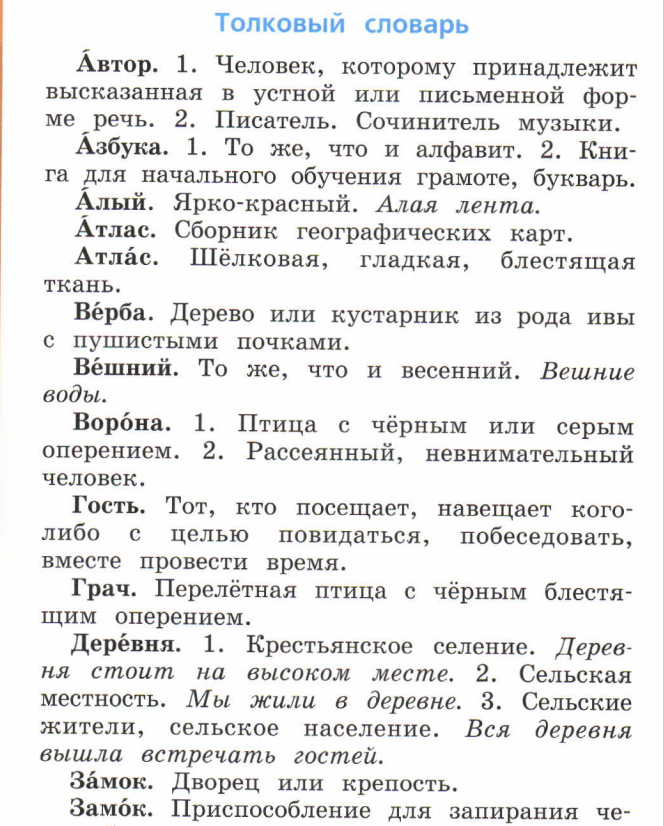 Толковый словарь
А́втор. 1. Человек, которому принадлежит
высказанная в устной или письменной фор-
ме речь. 2. Писатель. Сочинитель музыки.
А́збука. 1. То же, что и алфавит. 2. Кни-
га для начального обучения грамоте, букварь.
А́лый. Ярко-красный. Алая лента.
А́тлас. Сборник географических карт.
Атла́с. Шёлковая, гладкая, блестящая
ткань.
Ве́рба. Дерево или кустарник из рода ивы
с пушистыми почками.
Ве́шний. То же, что и весенний. Вешние
воды.
Воро́на. 1. Птица с чёрным или серым
оперением. 2. Рассеянный, невнимательный
человек.
Гость. Тот, кто посещает, навещает кого-
либо с целью повидаться, побеседовать,
вместе провести время.
Грач. Перелётная птица с чёрным блестя-
щим оперением.
Дере́вня. 1. Крестьянское селение. Дерев-
ня стоит на высоком месте. 2. Сельская
местность. Мы жили в деревне. 3. Сельские
жители, сельское население. Вся деревня
вышла встречать гостей.
За́мок. Дворец или крепость.
Замо́к. Приспособление для запирания че-